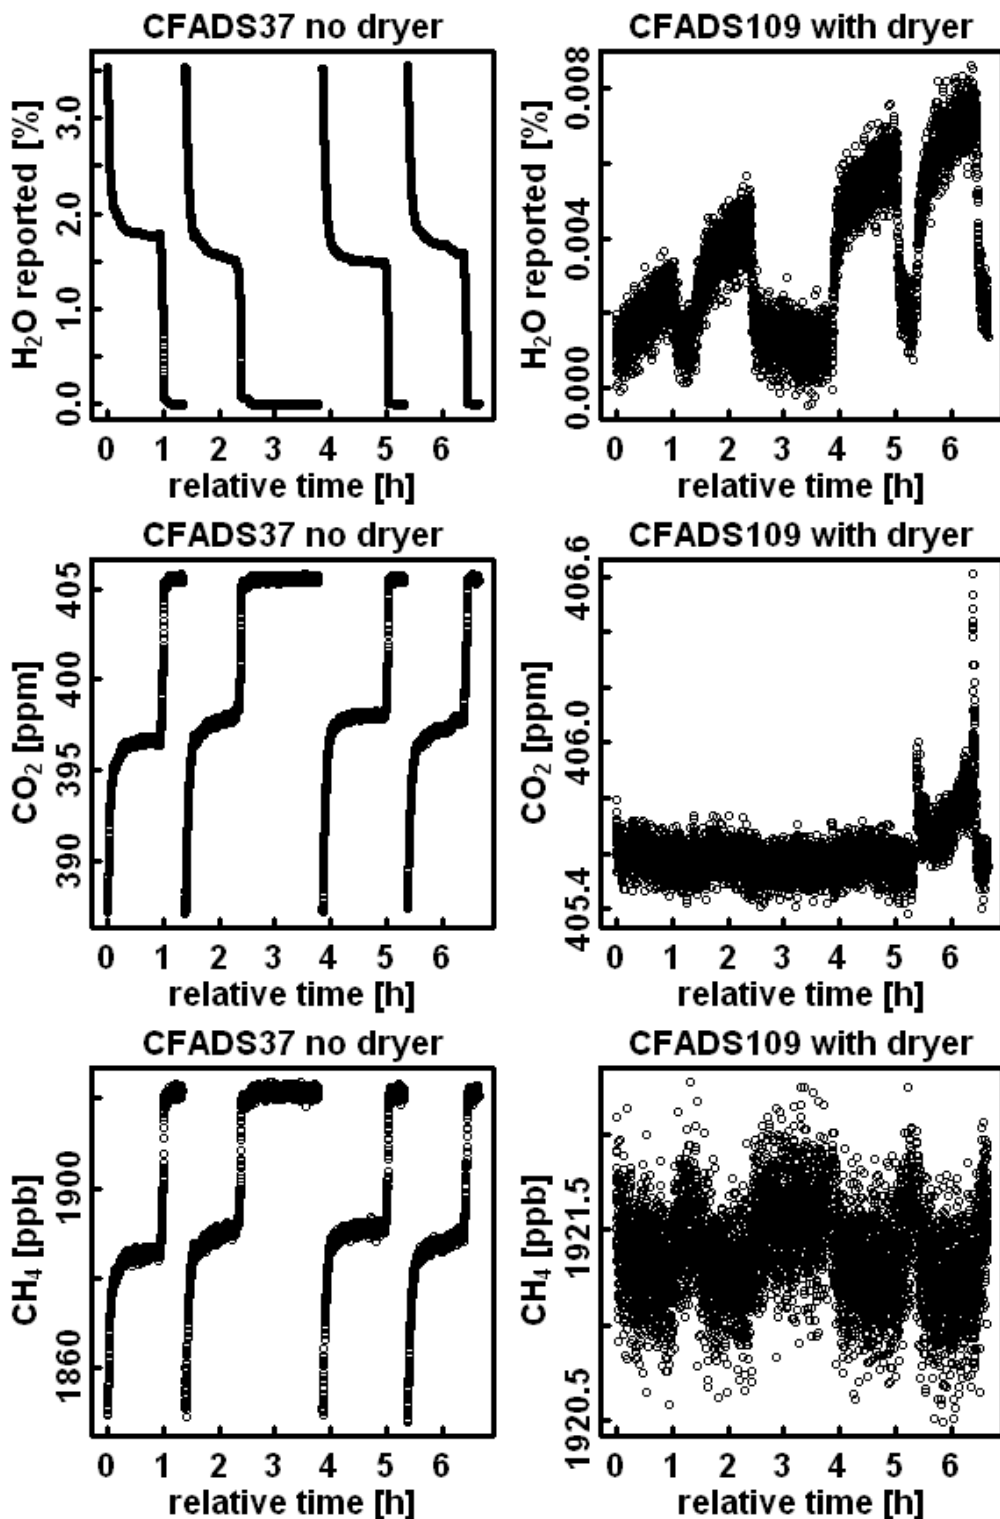 CFADS37 no dryer
H₂O reported [%]
0.0 1.0 2.0 3.0
0 1 2 3 4 5 6
relative time [h]
CFADS109 with dryer
H₂O reported [%]
0.000 0.004 0.008
0 1 2 3 4 5 6
relative time [h]
CFADS37 no dryer
CO₂ [ppm]
390 395 400 405
0 1 2 3 4 5 6
relative time [h]
CFADS109 with dryer
CO₂ [ppm]
405.4 406.0 406.6
0 1 2 3 4 5 6
relative time [h]
CFADS37 no dryer
CH₄ [ppb]
1860 1900
0 1 2 3 4 5 6
relative time [h]
CFADS109 with dryer
CH₄ [ppb]
1920.5 1921.5
0 1 2 3 4 5 6
relative time [h]